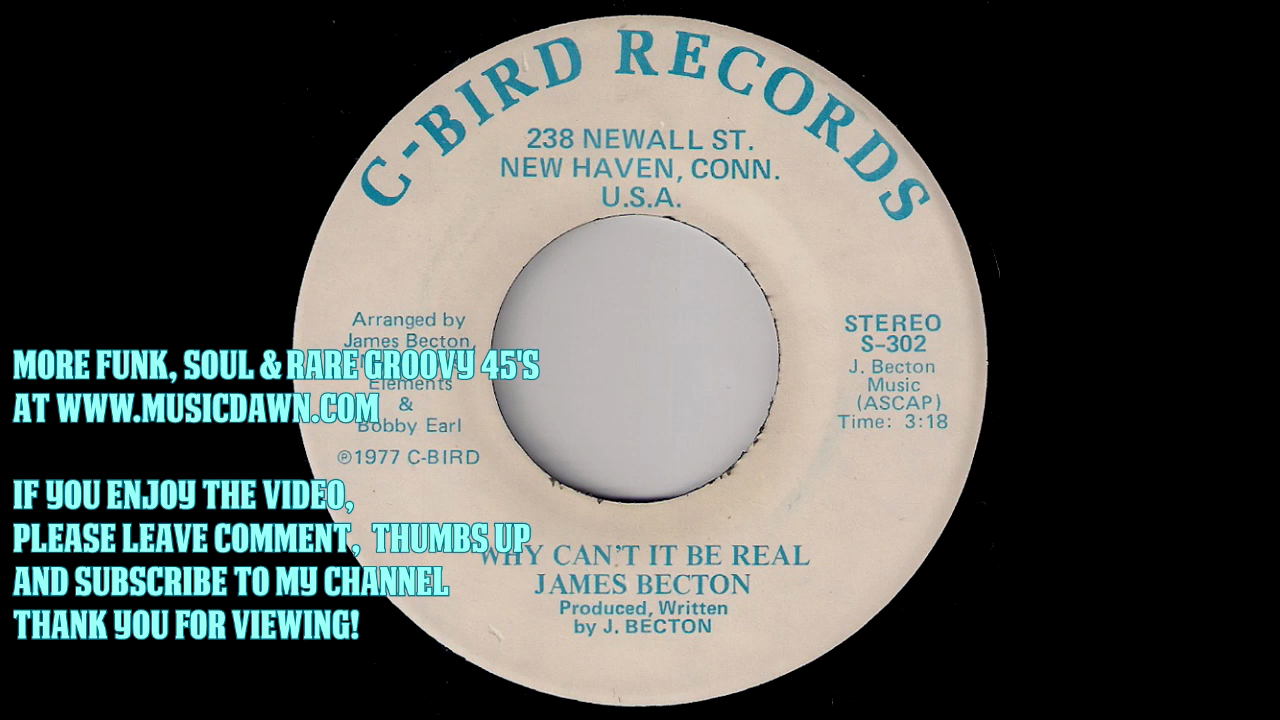 C-BIRD RECORDS
238 NEWALL ST.
NEW HAVEN, CONN.
U.S.A.
Arranged by
James Becton,
Elements
&
Bobby Earl
℗1977 C-BIRD
STEREO
S-302
J. Becton
Music
(ASCAP)
Time: 3:18
WHY CAN'T IT BE REAL
JAMES BECTON
Produced, Written
by J. BECTON
MORE FUNK, SOUL & RARE GROOVY 45'S
AT WWW.MUSICDAWN.COM
IF YOU ENJOY THE VIDEO,
PLEASE LEAVE COMMENT, THUMBS UP
AND SUBSCRIBE TO MY CHANNEL
THANK YOU FOR VIEWING!